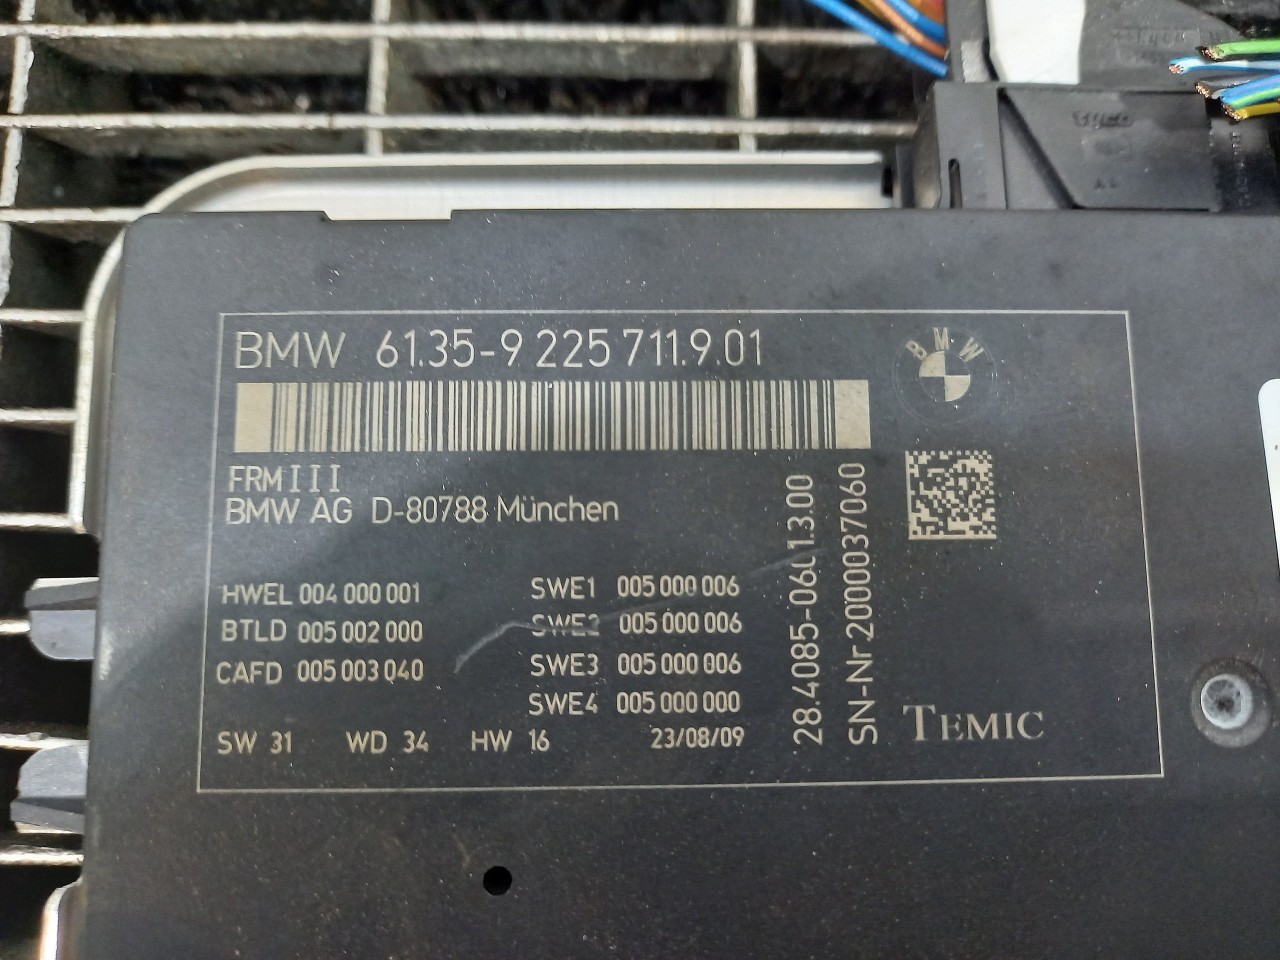 tyco
BMW 61.35-9 225 711.9.01
BMW
FRM III
BMW AG D-80788 München
HWEL 004 000 001
BTLD 005 002 000
CAFD 005 003 040
SWE1 005 000 006
SWE2 005 000 006
SWE3 005 000 006
SWE4 005 000 000
SW 31 WD 34 HW 16 23/08/09
28.4085-0601.3.00
SN-Nr.2000037060
TEMIC